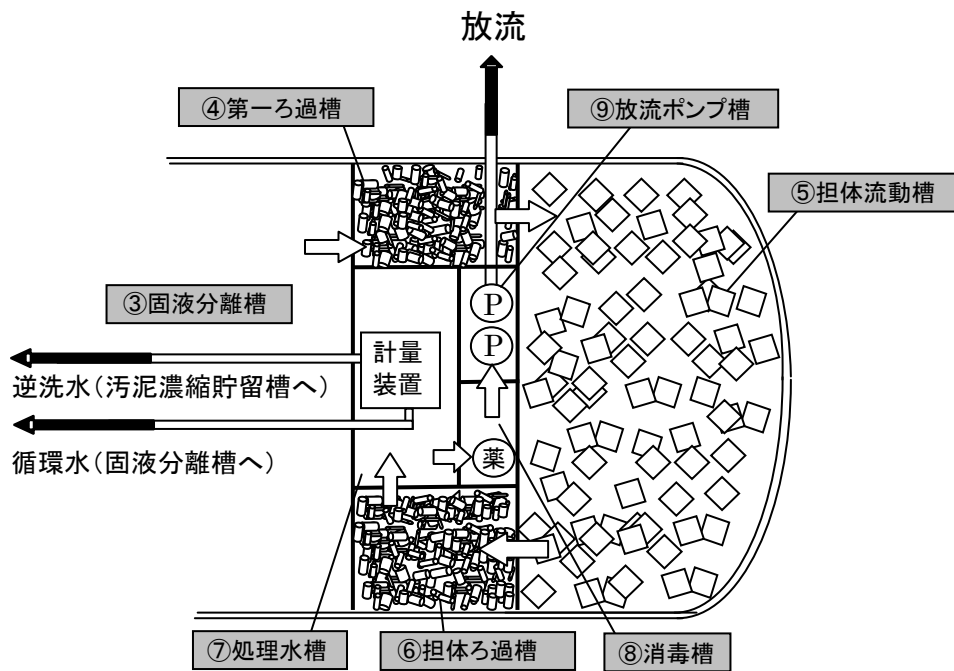 放流
④第一ろ過槽
⑨放流ポンプ槽
⑤担体流動槽
③固液分離槽
P
P
計量
装置
逆洗水(汚泥濃縮貯留槽へ)
循環水(固液分離槽へ)
薬
⑦処理水槽
⑥担体ろ過槽
⑧消毒槽